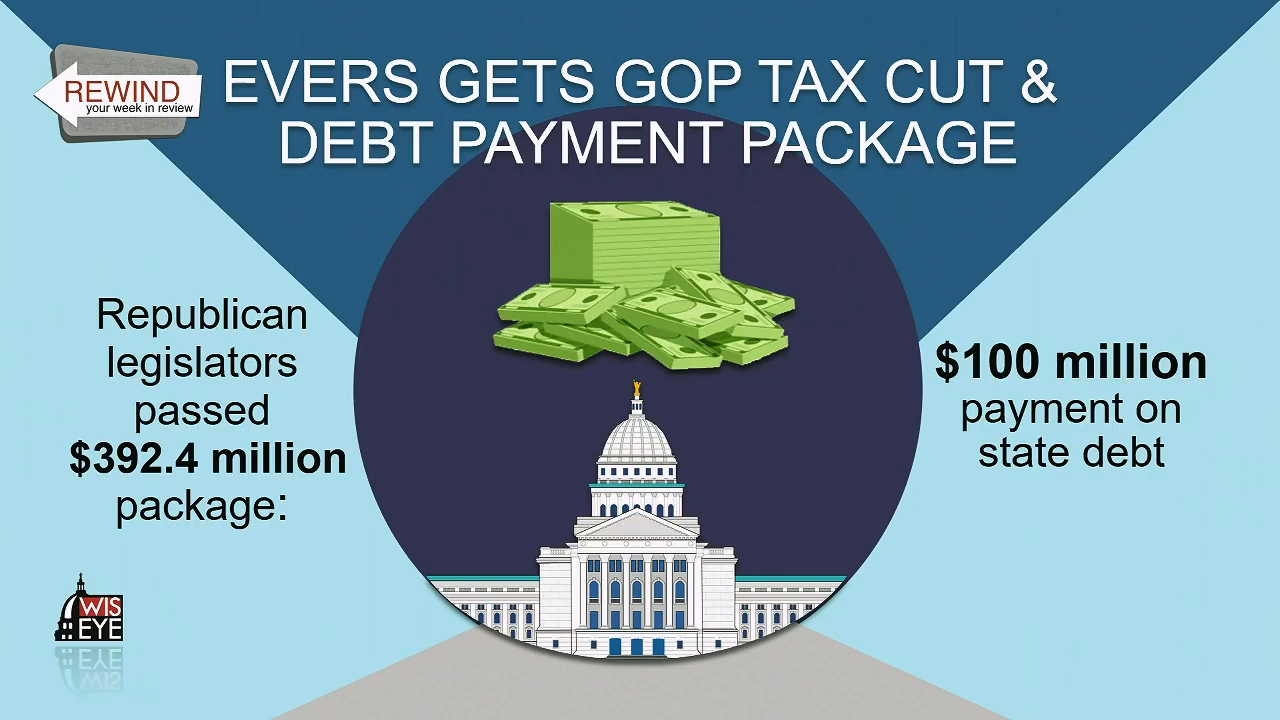 REWIND
your week in review
EVERS GETS GOP TAX CUT &
DEBT PAYMENT PACKAGE
Republican
legislators
passed
$392.4 million
package:
$100 million
payment on
state debt
WIS
EYE